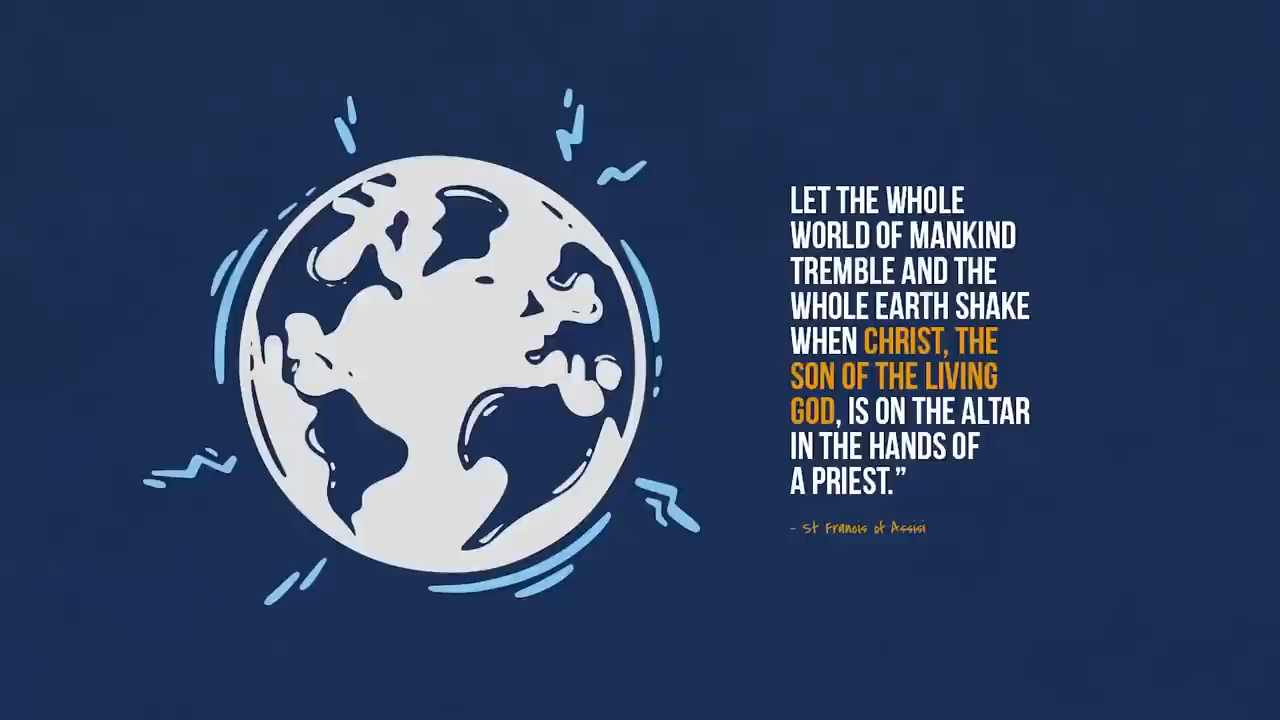 LET THE WHOLE
WORLD OF MANKIND
TREMBLE AND THE
WHOLE EARTH SHAKE
WHEN CHRIST, THE
SON OF THE LIVING
GOD, IS ON THE ALTAR
IN THE HANDS OF
A PRIEST.”
- St Francis of Assisi